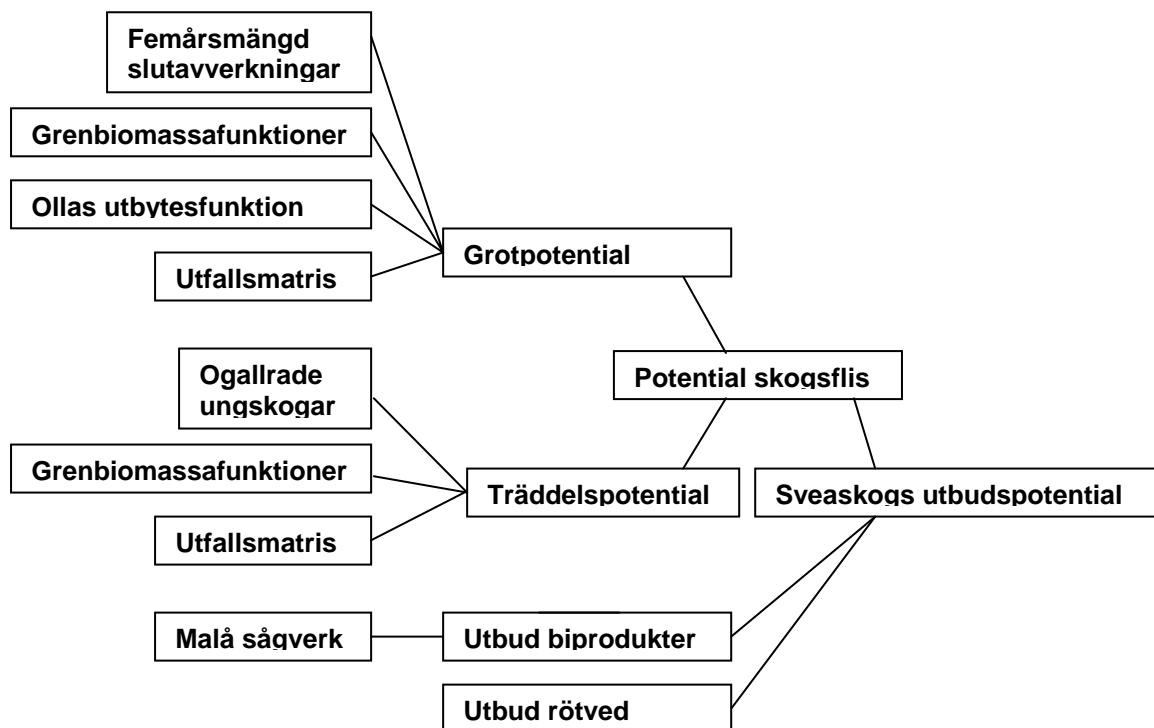 Femårsmängd
slutavverkningar
Grenbiomassafunktioner
Ollas utbytesfunktion
Utfallsmatris
Grotpotential
Potential skogsflis
Ogallrade
ungskogar
Grenbiomassafunktioner
Utfallsmatris
Träddelspotential
Sveaskogs utbudspotential
Malå sågverk
Utbud biprodukter
Utbud rötved